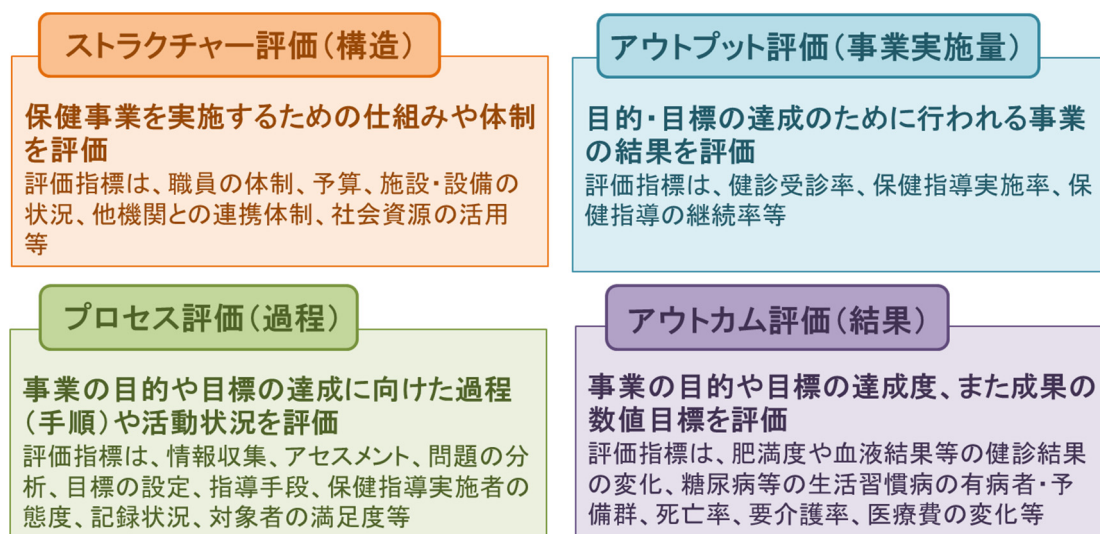 ストラクチャー評価（構造）
保健事業を実施するための仕組みや体制
を評価
評価指標は、職員の体制、予算、施設・設備の
状況、他機関との連携体制、社会資源の活用
等
アウトプット評価（事業実施量）
目的・目標の達成のために行われる事業
の結果を評価
評価指標は、健診受診率、保健指導実施率、保
健指導の継続率等
プロセス評価（過程）
事業の目的や目標の達成に向けた過程
（手順）や活動状況を評価
評価指標は、情報収集、アセスメント、問題の分
析、目標の設定、指導手段、保健指導実施者の
態度、記録状況、対象者の満足度等
アウトカム評価（結果）
事業の目的や目標の達成度、また成果の
数値目標を評価
評価指標は、肥満度や血液結果等の健診結果
の変化、糖尿病等の生活習慣病の有病者・予
備群、死亡率、要介護率、医療費の変化等